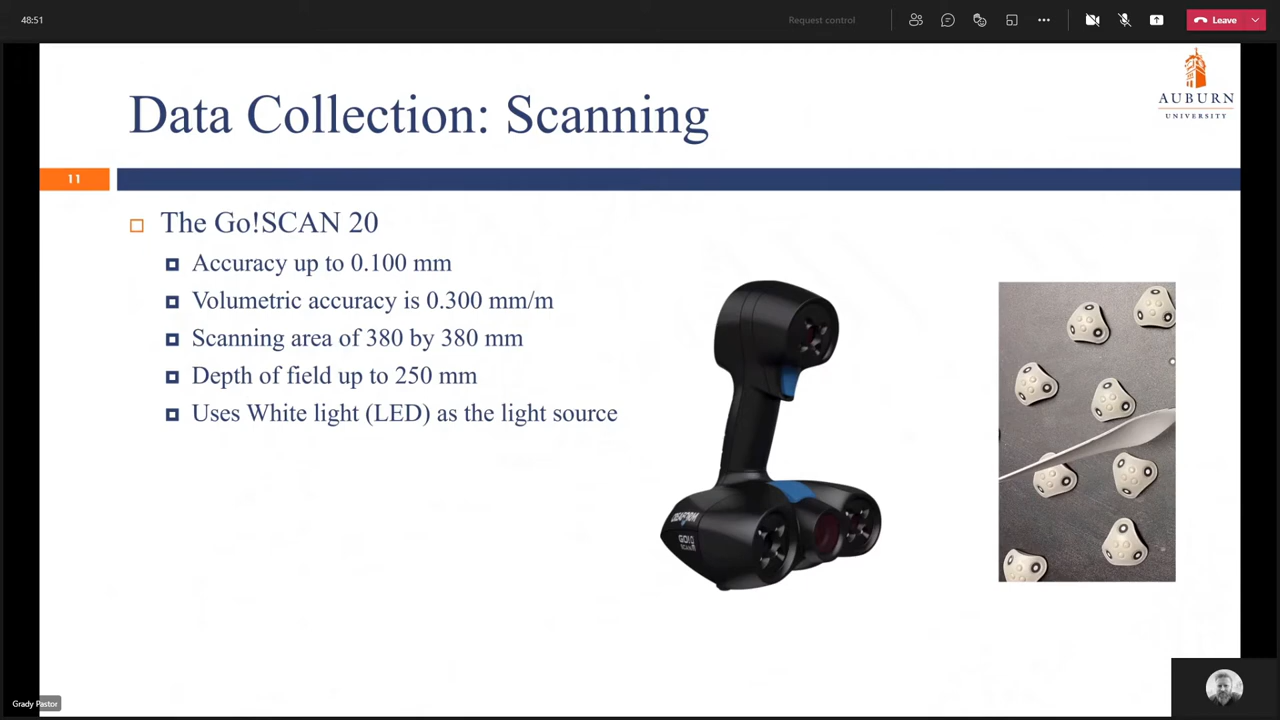 48:51
Request control
Leave
AUBURN
UNIVERSITY
Data Collection: Scanning
11
The Go!SCAN 20
Accuracy up to 0.100 mm
Volumetric accuracy is 0.300 mm/m
Scanning area of 380 by 380 mm
Depth of field up to 250 mm
Uses White light (LED) as the light source
GO!
SCAN
Grady Pastor